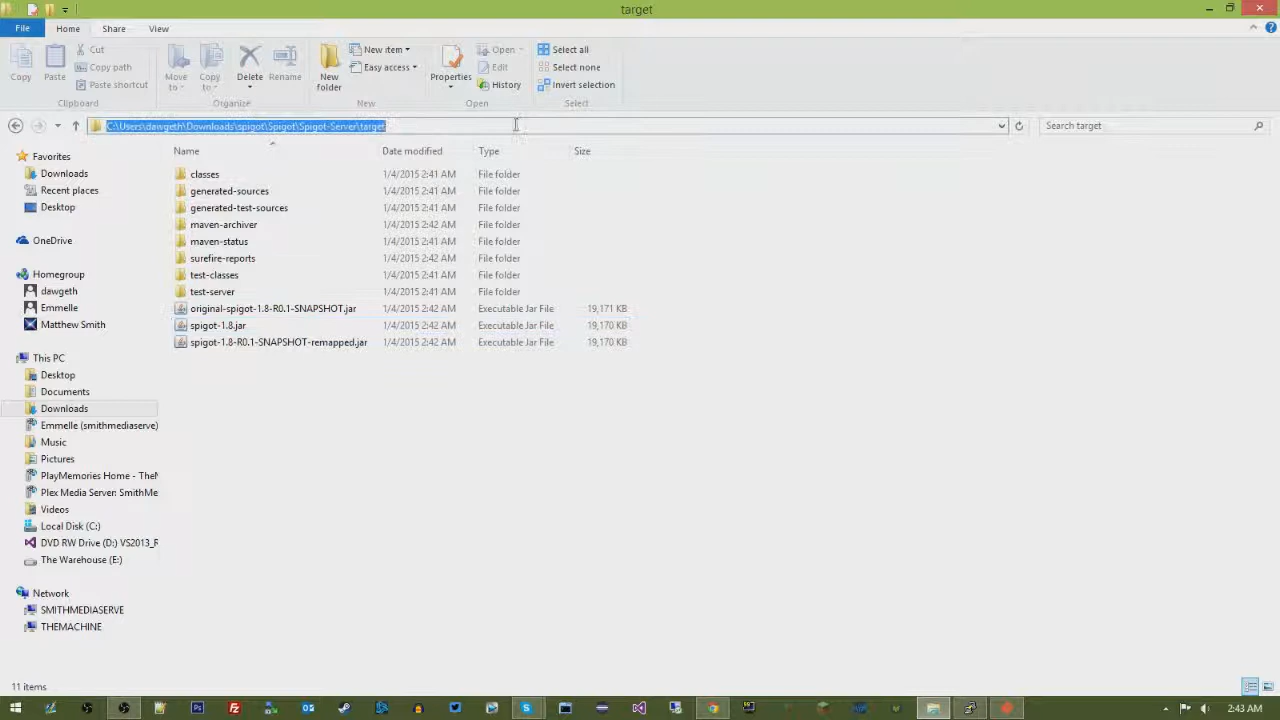 target
File Home Share View
Copy Paste Cut Copy path Paste shortcut Clipboard
Move to Copy to Delete Rename Organize
New folder New item Easy access New
Properties Open Edit History Open
Select all Select none Invert selection Select
C:\Users\dawgeth\Downloads\spigot\Spigot\Spigot-Server\target
Search target
Name Date modified Type Size
Favorites
Downloads
Recent places
Desktop
OneDrive
Homegroup
dawgeth
Emmelle
Matthew Smith
This PC
Desktop
Documents
Downloads
Emmelle (smithmediaserve)
Music
Pictures
PlayMemories Home - TheM
Plex Media Server: SmithMe
Videos
Local Disk (C:)
DVD RW Drive (D:) VS2013_R
The Warehouse (E:)
Network
SMITHMEDIASERVE
THEMACHINE
classes 1/4/2015 2:41 AM File folder
generated-sources 1/4/2015 2:41 AM File folder
generated-test-sources 1/4/2015 2:41 AM File folder
maven-archiver 1/4/2015 2:42 AM File folder
maven-status 1/4/2015 2:41 AM File folder
surefire-reports 1/4/2015 2:42 AM File folder
test-classes 1/4/2015 2:41 AM File folder
test-server 1/4/2015 2:41 AM File folder
original-spigot-1.8-R0.1-SNAPSHOT.jar 1/4/2015 2:42 AM Executable Jar File 19,171 KB
spigot-1.8.jar 1/4/2015 2:42 AM Executable Jar File 19,170 KB
spigot-1.8-R0.1-SNAPSHOT-remapped.jar 1/4/2015 2:42 AM Executable Jar File 19,170 KB
11 items
2:43 AM